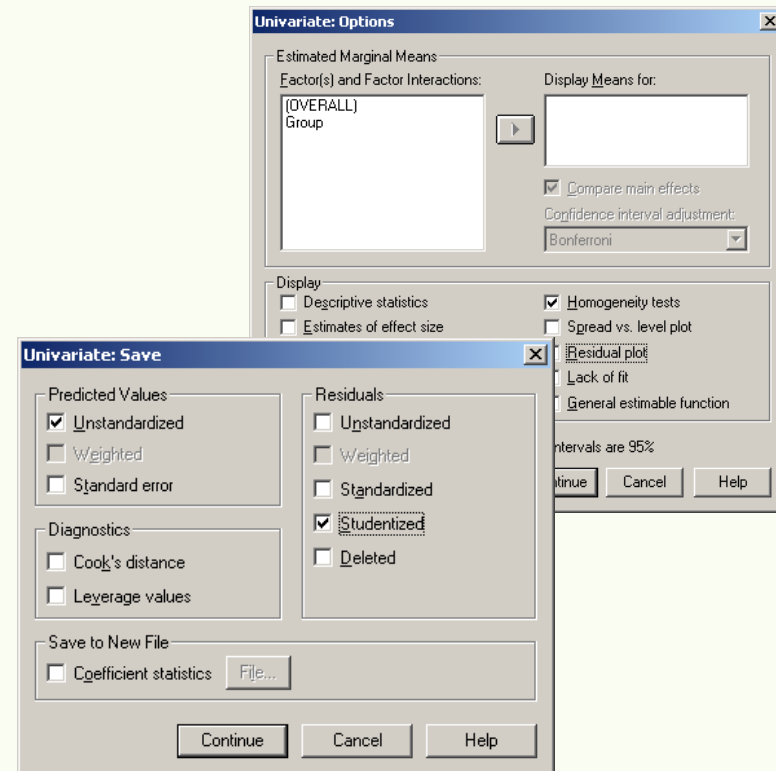 Univariate: Options
Estimated Marginal Means
Factor(s) and Factor Interactions:
(OVERALL)
Group
Display Means for:
Compare main effects
Confidence interval adjustment:
Bonferroni
Display
Descriptive statistics
Homogeneity tests
Estimates of effect size
Spread vs. level plot
Residual plot
Lack of fit
General estimable function
intervals are 95%
Cancel
Help
Univariate: Save
Predicted Values
Unstandardized
Weighted
Standard error
Residuals
Unstandardized
Weighted
Standardized
Studentized
Deleted
Diagnostics
Cook's distance
Leverage values
Save to New File
Coefficient statistics
File...
Continue
Cancel
Help